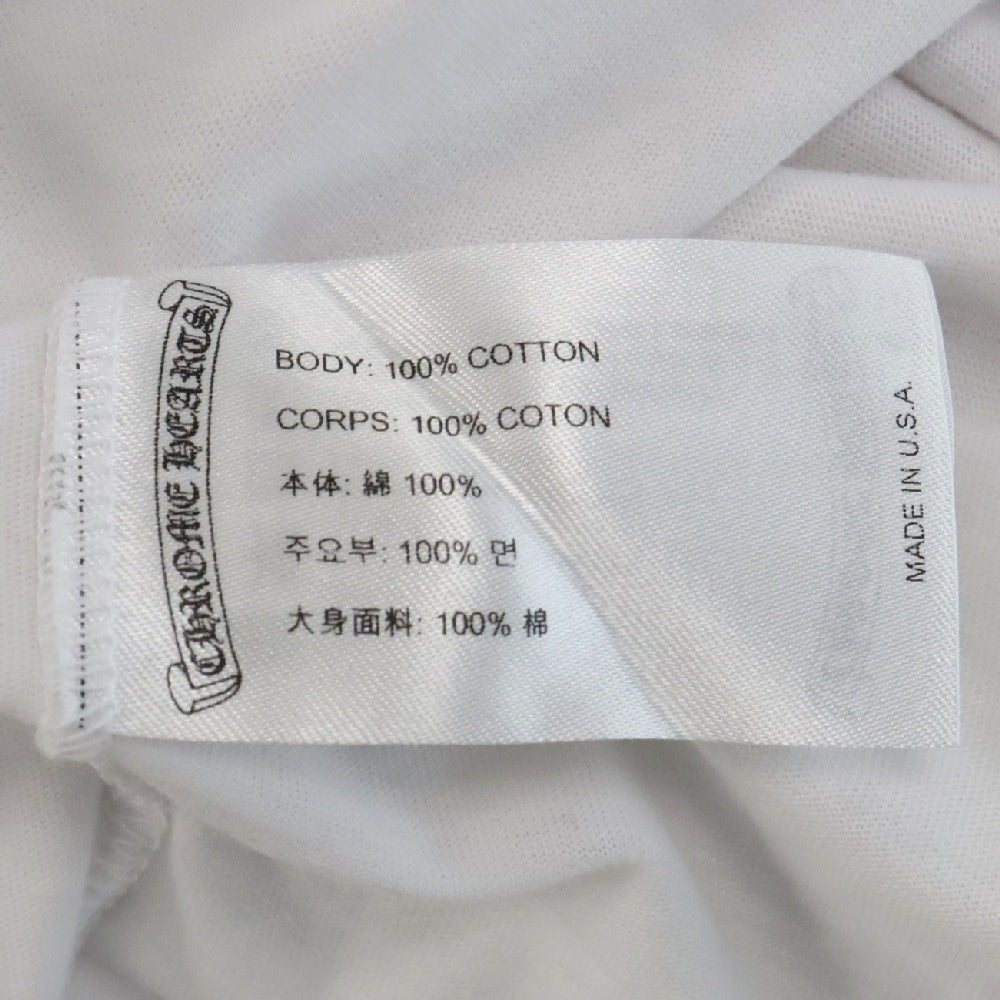 CHROME HEARTS
BODY: 100% COTTON
CORPS: 100% COTON
本体: 綿 100%
주요부: 100% 면
大身面料: 100% 棉
MADE IN U.S.A.